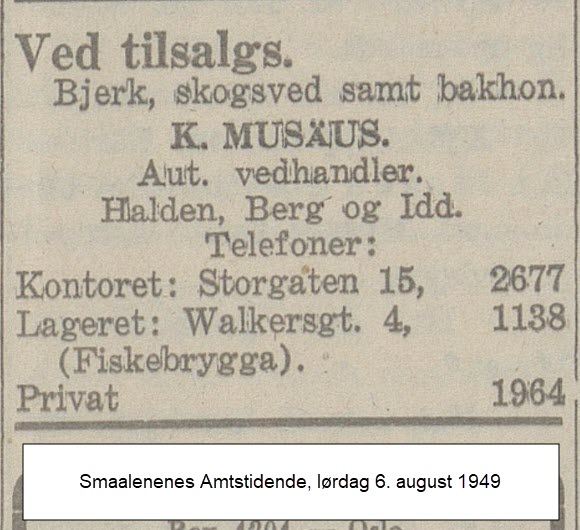 Ved tilsalgs.
Bjerk, skogsved samt bakhon.
K. MUSÄUS.
Aut. vedhandler.
Halden, Berg og Idd.
Telefoner:
Kontoret: Storgaten 15, 2677
Lageret: Walkersgt. 4, 1138
(Fiskebrygga).
Privat 1964
Smaalenenes Amtstidende, lørdag 6. august 1949